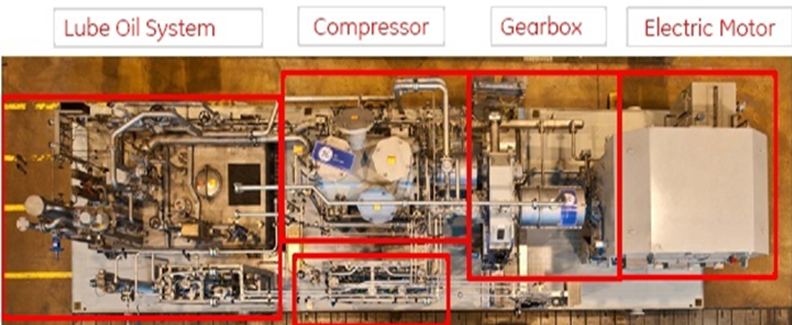 Lube Oil System
Compressor
Gearbox
Electric Motor